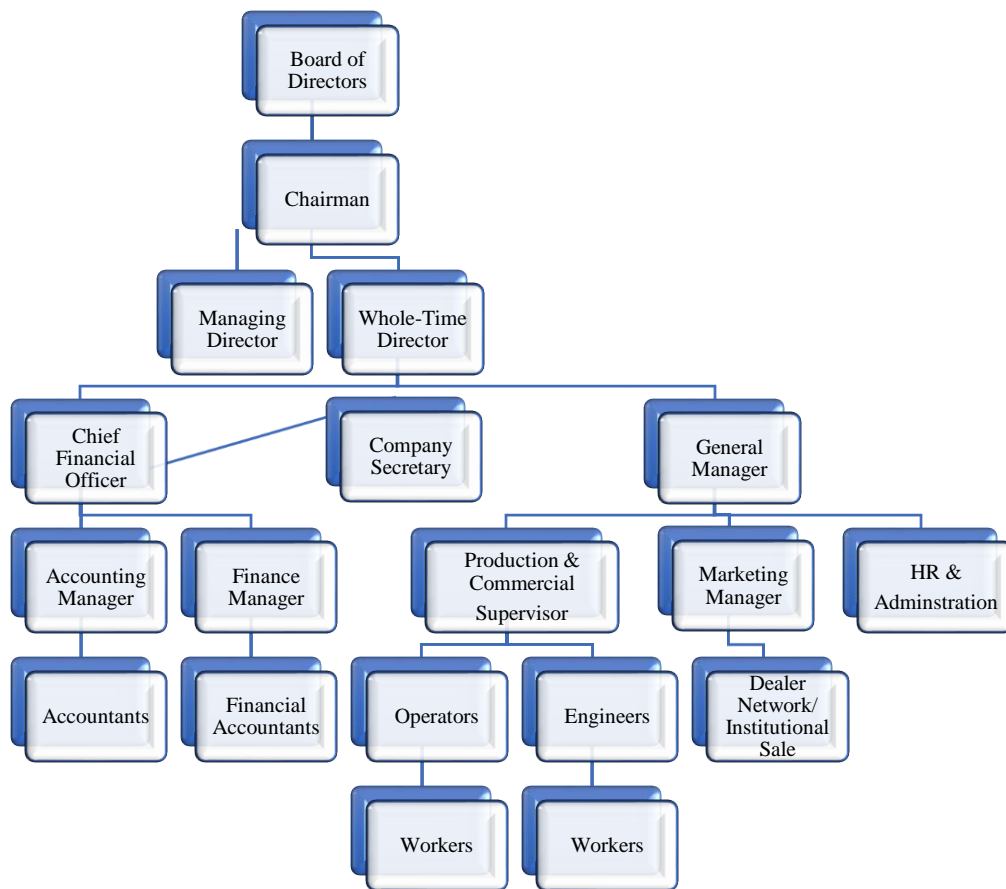 Board of
Directors
Chairman
Managing
Director
Whole-Time
Director
Chief
Financial
Officer
Company
Secretary
General
Manager
Accounting
Manager
Finance
Manager
Production &
Commercial
Supervisor
Marketing
Manager
HR &
Adminstration
Accountants
Financial
Accountants
Operators
Engineers
Dealer
Network/
Institutional
Sale
Workers
Workers